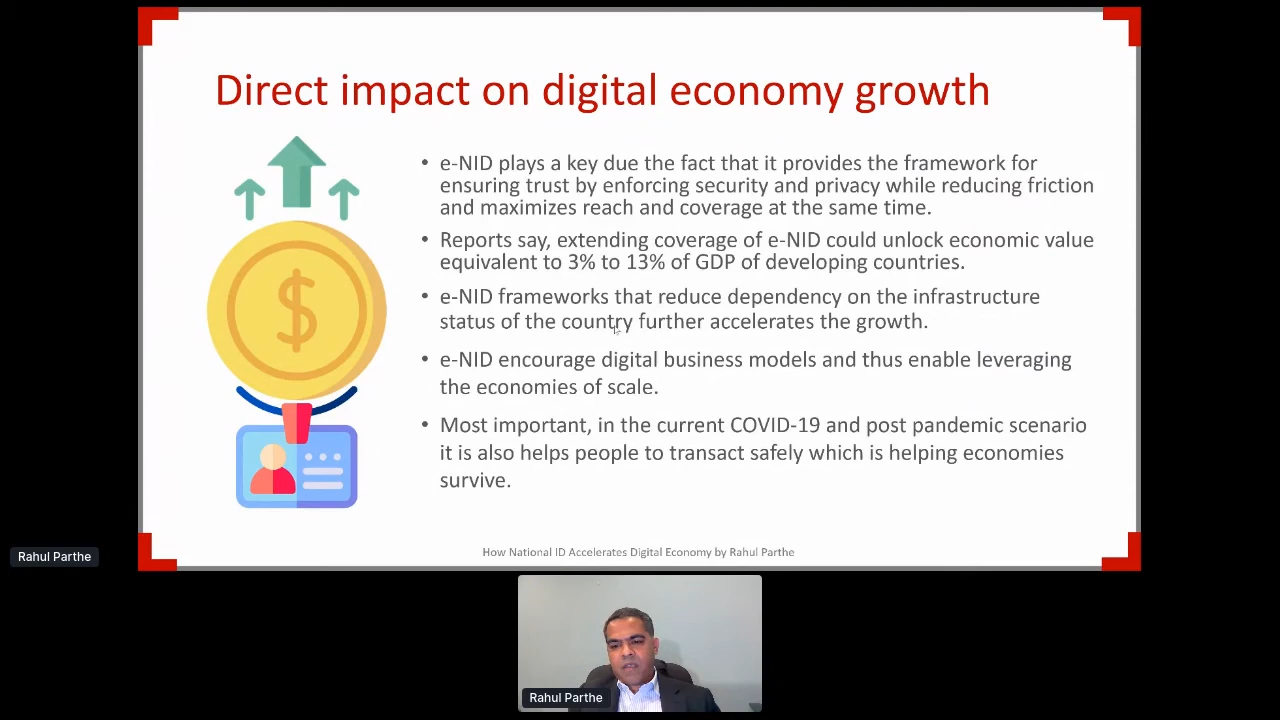 Direct impact on digital economy growth
$
• e-NID plays a key due the fact that it provides the framework for
ensuring trust by enforcing security and privacy while reducing friction
and maximizes reach and coverage at the same time.
• Reports say, extending coverage of e-NID could unlock economic value
equivalent to 3% to 13% of GDP of developing countries.
• e-NID frameworks that reduce dependency on the infrastructure
status of the country further accelerates the growth.
• e-NID encourage digital business models and thus enable leveraging
the economies of scale.
• Most important, in the current COVID-19 and post pandemic scenario
it is also helps people to transact safely which is helping economies
survive.
How National ID Accelerates Digital Economy by Rahul Parthe
Rahul Parthe
Rahul Parthe